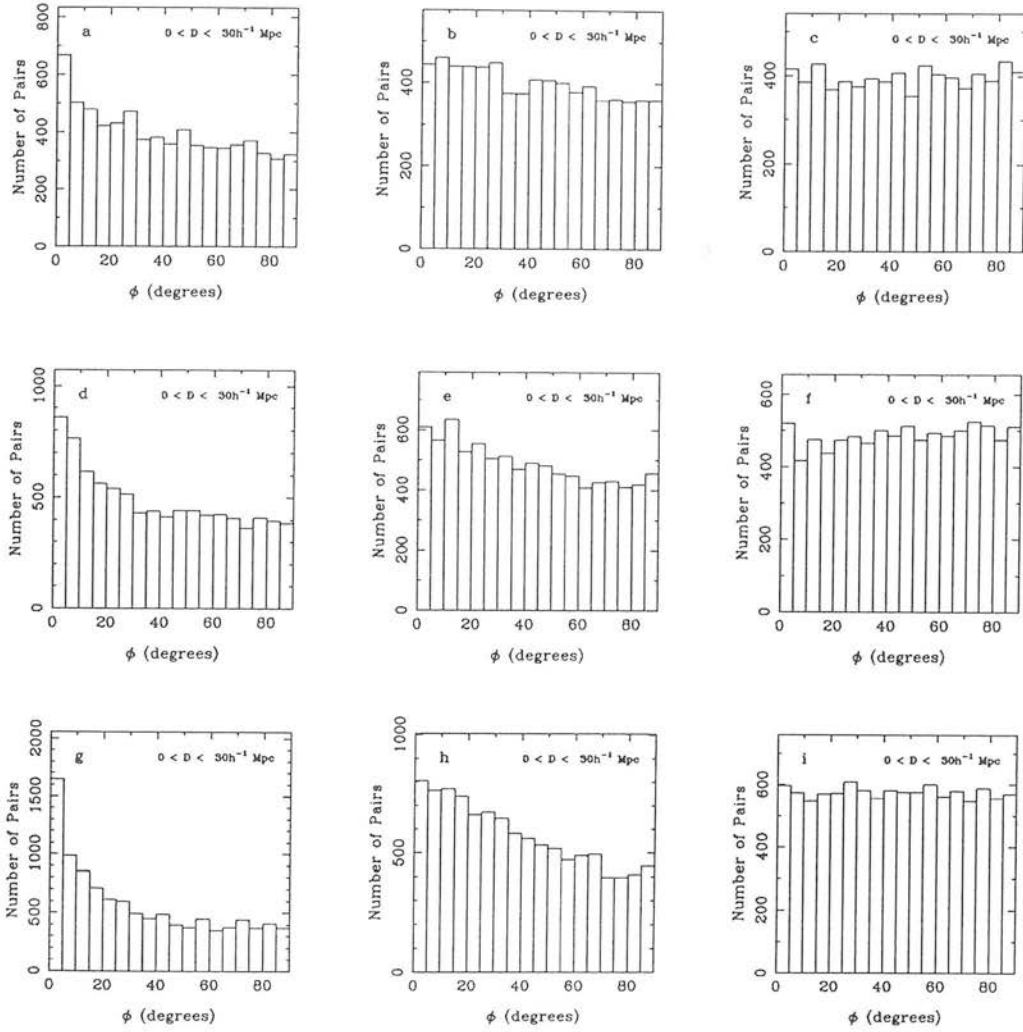 a 0 < D < 30h⁻¹ Mpc
Number of Pairs
0 200 400 600 800
0 20 40 60 80
φ (degrees)
b 0 < D < 30h⁻¹ Mpc
Number of Pairs
0 200 400
0 20 40 60 80
φ (degrees)
c 0 < D < 30h⁻¹ Mpc
Number of Pairs
0 200 400
0 20 40 60 80
φ (degrees)
d 0 < D < 30h⁻¹ Mpc
Number of Pairs
0 500 1000
0 20 40 60 80
φ (degrees)
e 0 < D < 30h⁻¹ Mpc
Number of Pairs
0 200 400 600
0 20 40 60 80
φ (degrees)
f 0 < D < 30h⁻¹ Mpc
Number of Pairs
0 200 400 600
0 20 40 60 80
φ (degrees)
g 0 < D < 30h⁻¹ Mpc
Number of Pairs
0 500 1000 1500 2000
0 20 40 60 80
φ (degrees)
h 0 < D < 30h⁻¹ Mpc
Number of Pairs
0 500 1000
0 20 40 60 80
φ (degrees)
i 0 < D < 30h⁻¹ Mpc
Number of Pairs
0 200 400 600
0 20 40 60 80
φ (degrees)